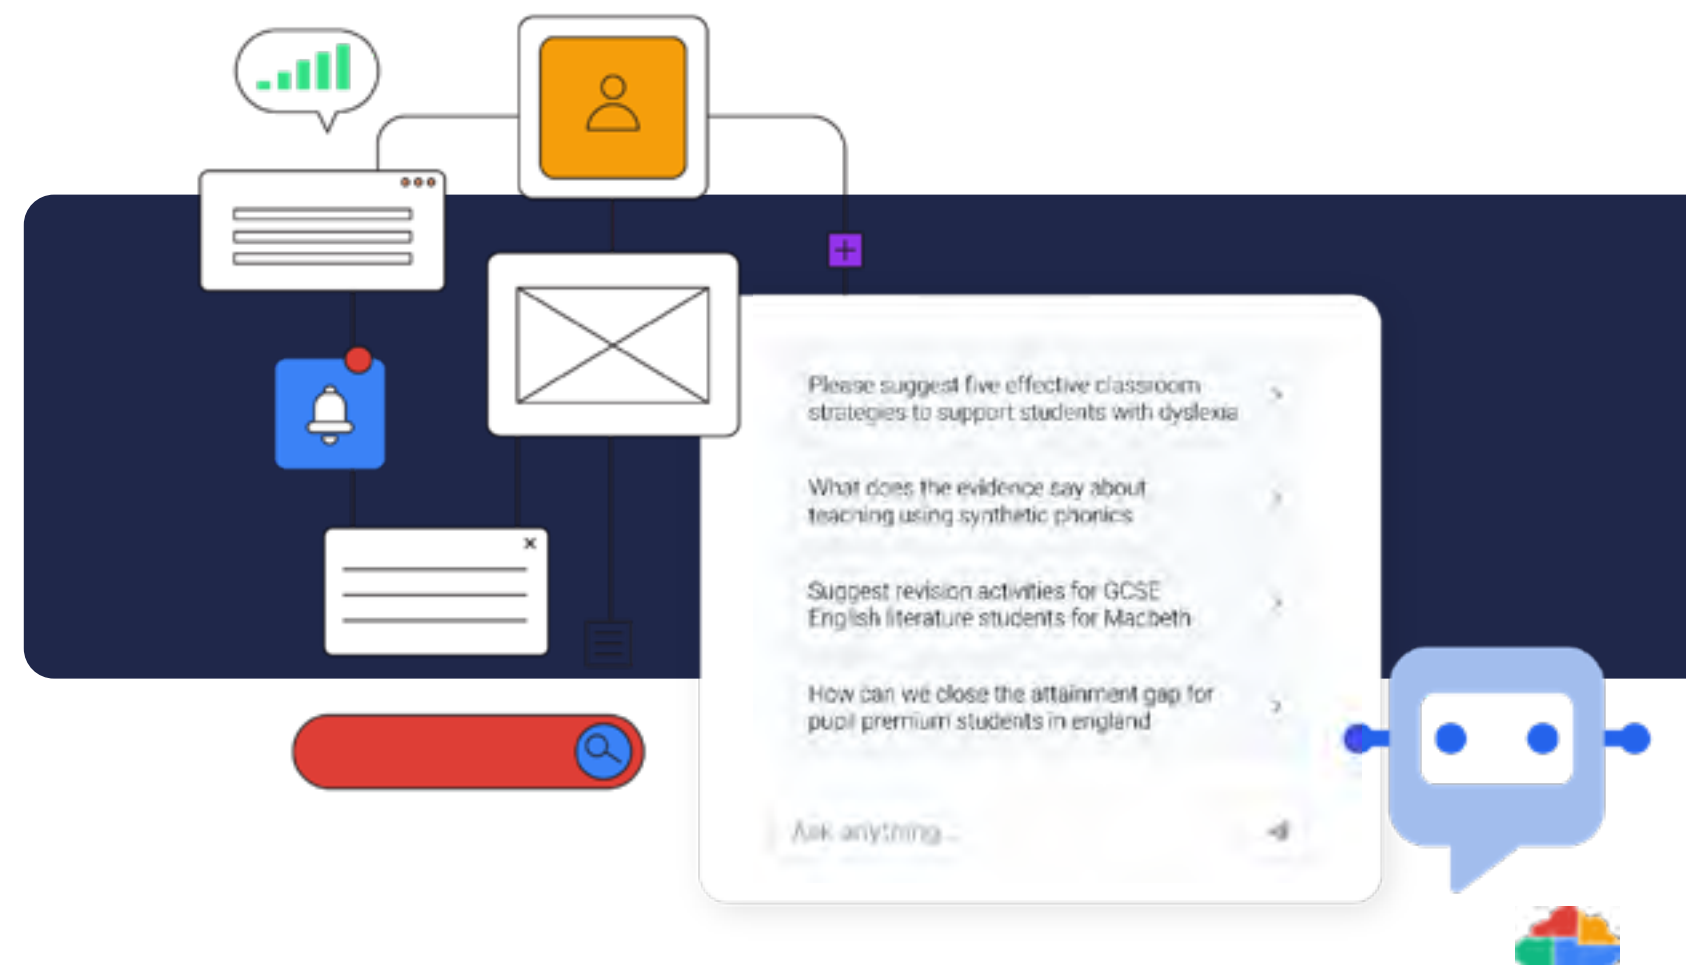 Please suggest five effective classroom
strategies to support students with dyslexia
What does the evidence say about
teaching using synthetic phonics
Suggest revision activities for GCSE
English literature students for Macbeth
How can we close the attainment gap for
pupil premium students in england
Ask anything...